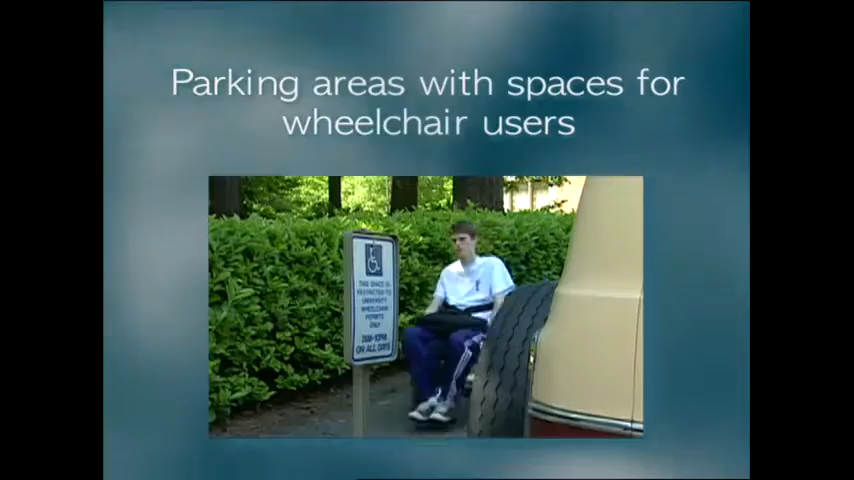 Parking areas with spaces for
wheelchair users
THIS SPACE IS
RESTRICTED TO
UNIVERSITY
WHEELCHAIR
PERMITS
ONLY
ON ALL DAYS